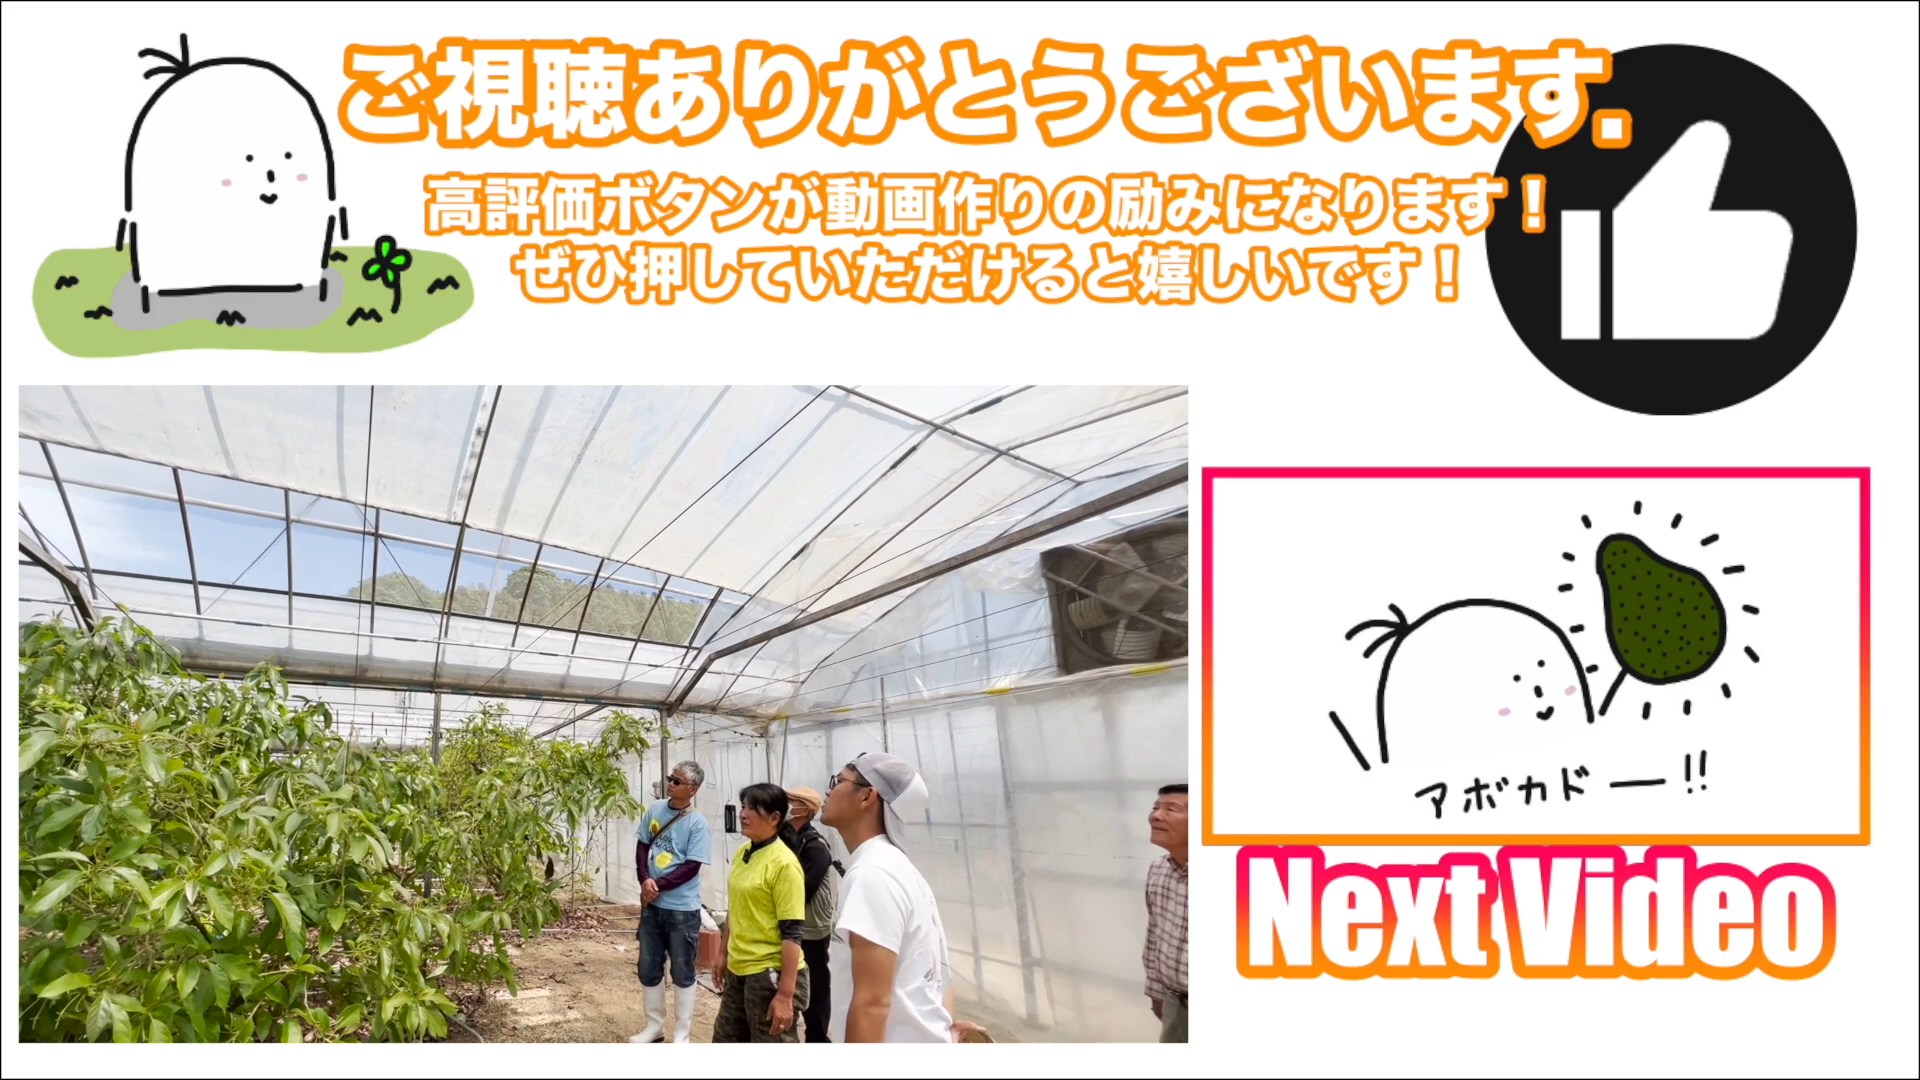 ご視聴ありがとうございます.
高評価ボタンが動画作りの励みになります！
ぜひ押していただけると嬉しいです！
アボカドー!!
Next Video